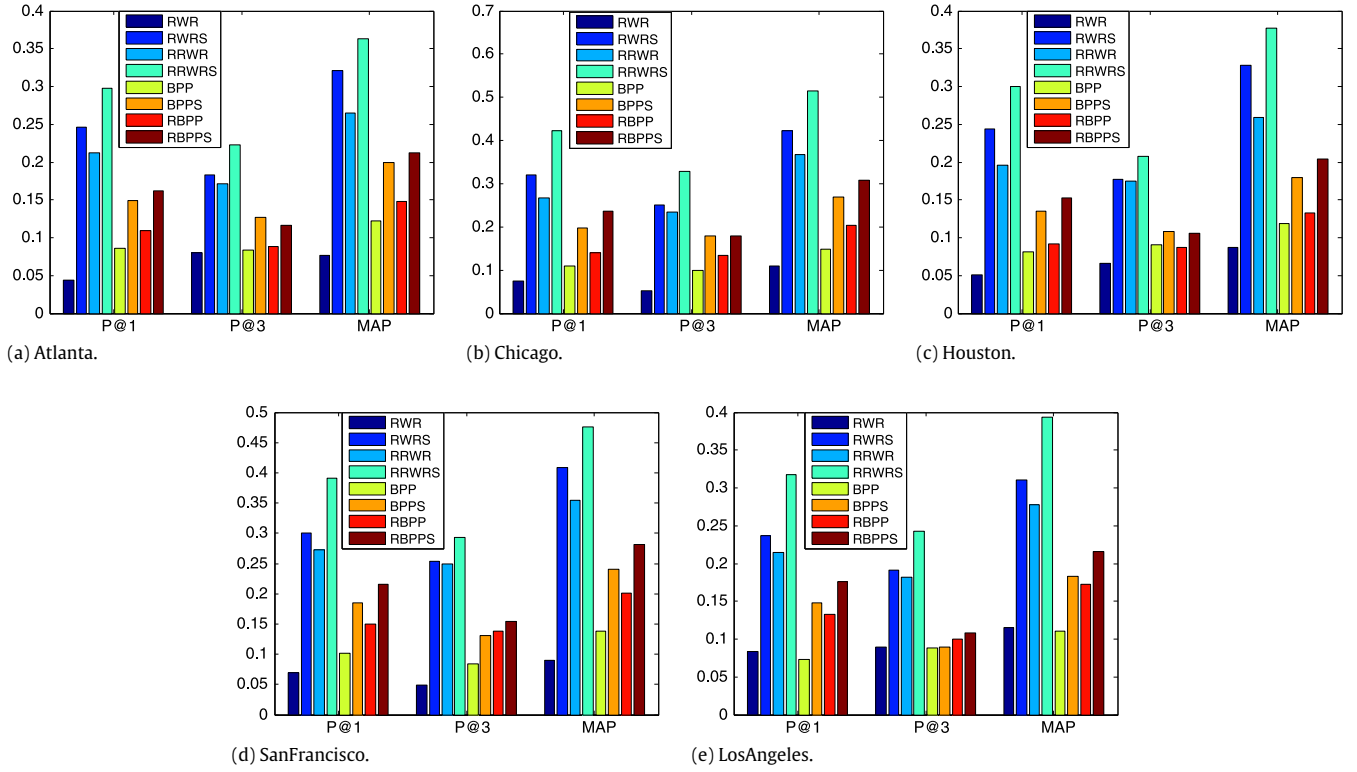 0.4
0.35
0.3
0.25
0.2
0.15
0.1
0.05
0
RWR
RWRS
RRWR
RRWRS
BPP
BPPS
RBPP
RBPPS
P@1 P@3 MAP
(a) Atlanta.
0.7
0.6
0.5
0.4
0.3
0.2
0.1
0
RWR
RWRS
RRWR
RRWRS
BPP
BPPS
RBPP
RBPPS
P@1 P@3 MAP
(b) Chicago.
0.4
0.35
0.3
0.25
0.2
0.15
0.1
0.05
0
RWR
RWRS
RRWR
RRWRS
BPP
BPPS
RBPP
RBPPS
P@1 P@3 MAP
(c) Houston.
0.5
0.45
0.4
0.35
0.3
0.25
0.2
0.15
0.1
0.05
0
RWR
RWRS
RRWR
RRWRS
BPP
BPPS
RBPP
RBPPS
P@1 P@3 MAP
(d) SanFrancisco.
0.4
0.35
0.3
0.25
0.2
0.15
0.1
0.05
0
RWR
RWRS
RRWR
RRWRS
BPP
BPPS
RBPP
RBPPS
P@1 P@3 MAP
(e) LosAngeles.